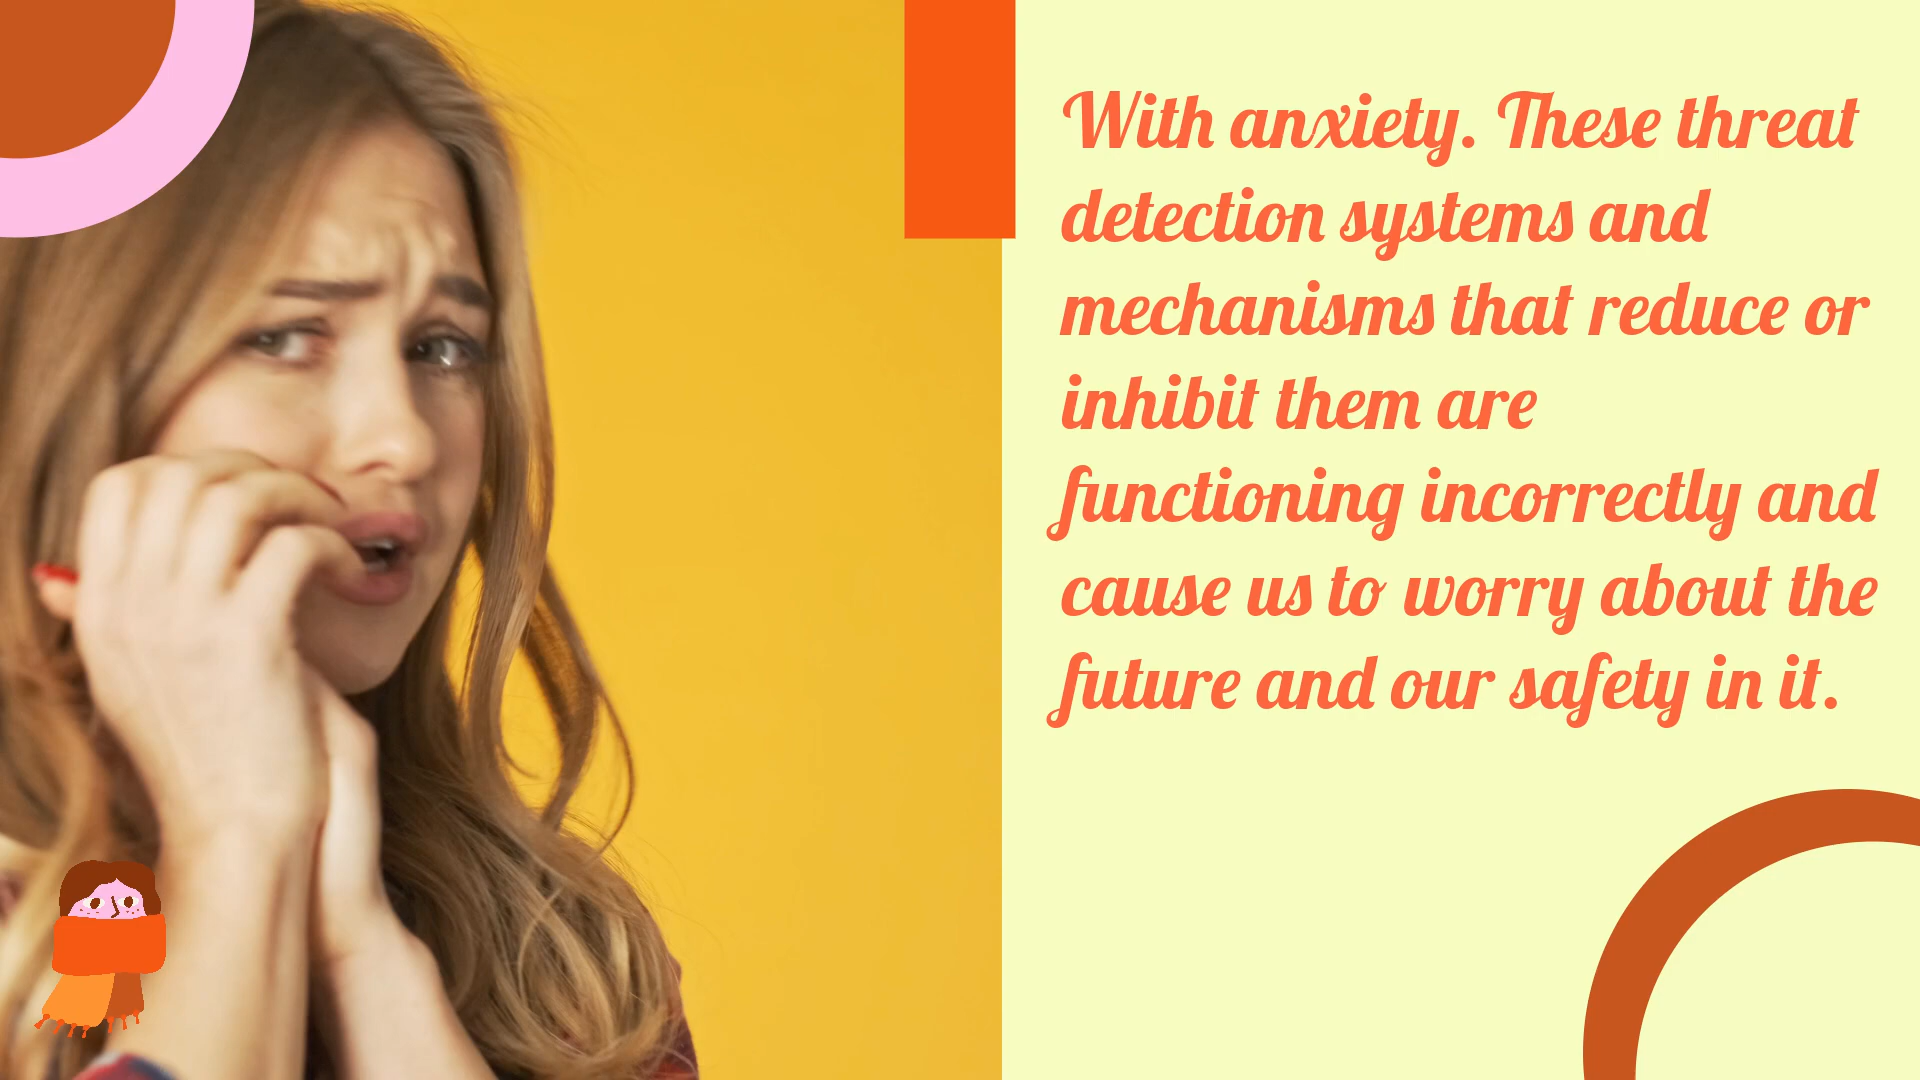 With anxiety. These threat
detection systems and
mechanisms that reduce or
inhibit them are
functioning incorrectly and
cause us to worry about the
future and our safety in it.